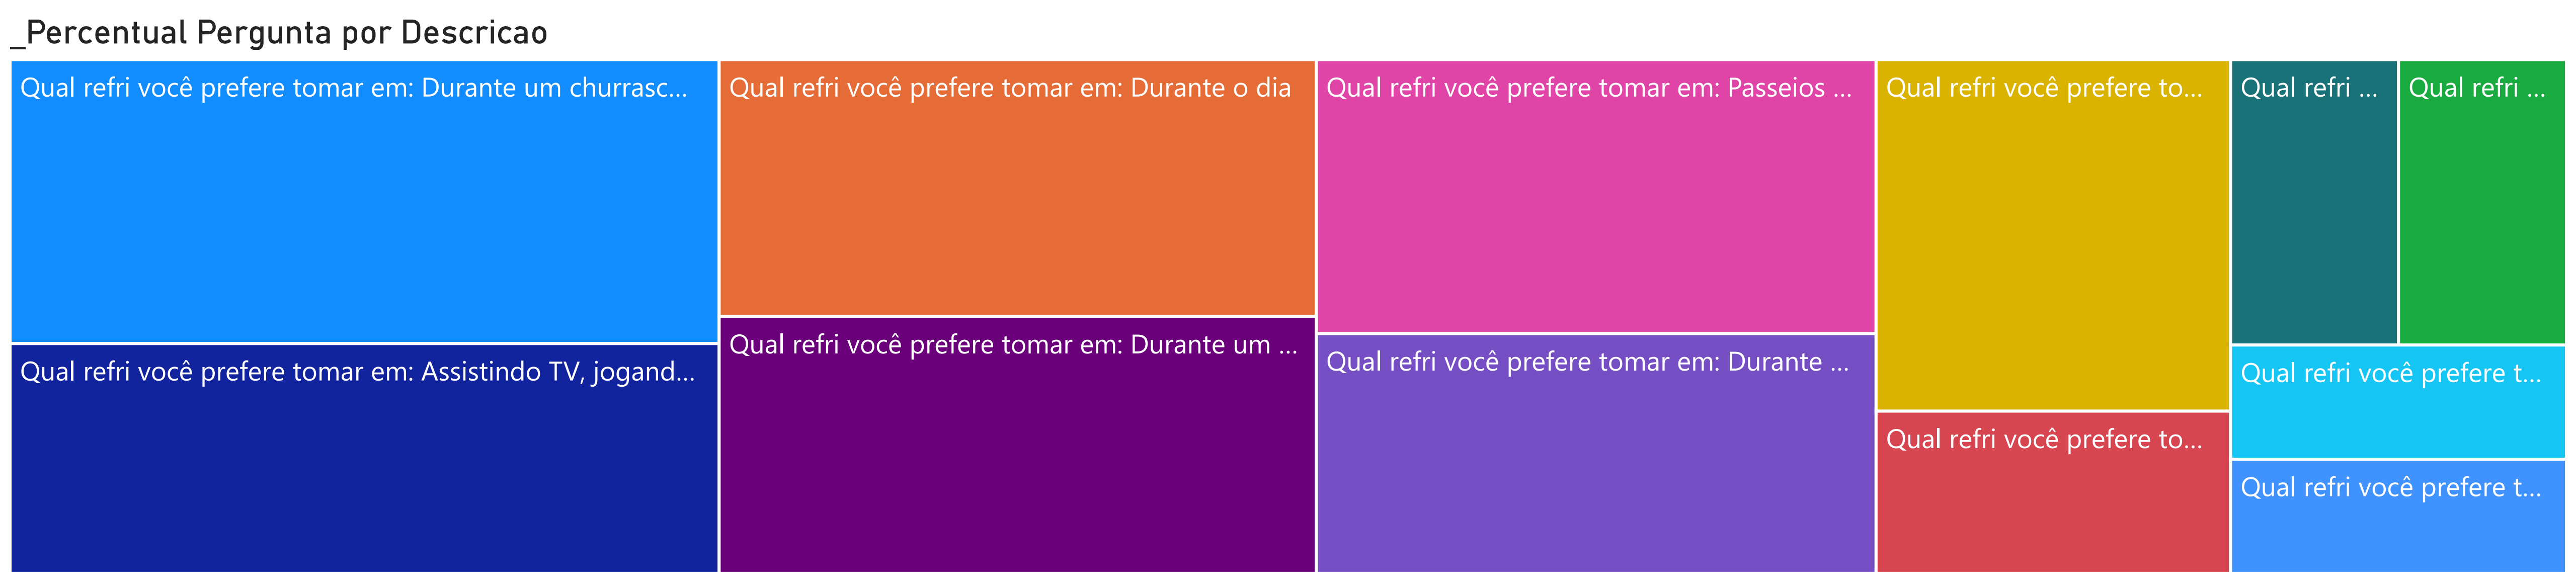 _Percentual Pergunta por Descricao
Qual refri você prefere tomar em: Durante um churrasc...
Qual refri você prefere tomar em: Assistindo TV, jogand...
Qual refri você prefere tomar em: Durante o dia
Qual refri você prefere tomar em: Durante um ...
Qual refri você prefere tomar em: Passeios ...
Qual refri você prefere tomar em: Durante ...
Qual refri você prefere to...
Qual refri você prefere to...
Qual refri ...
Qual refri ...
Qual refri você prefere t...
Qual refri você prefere t...